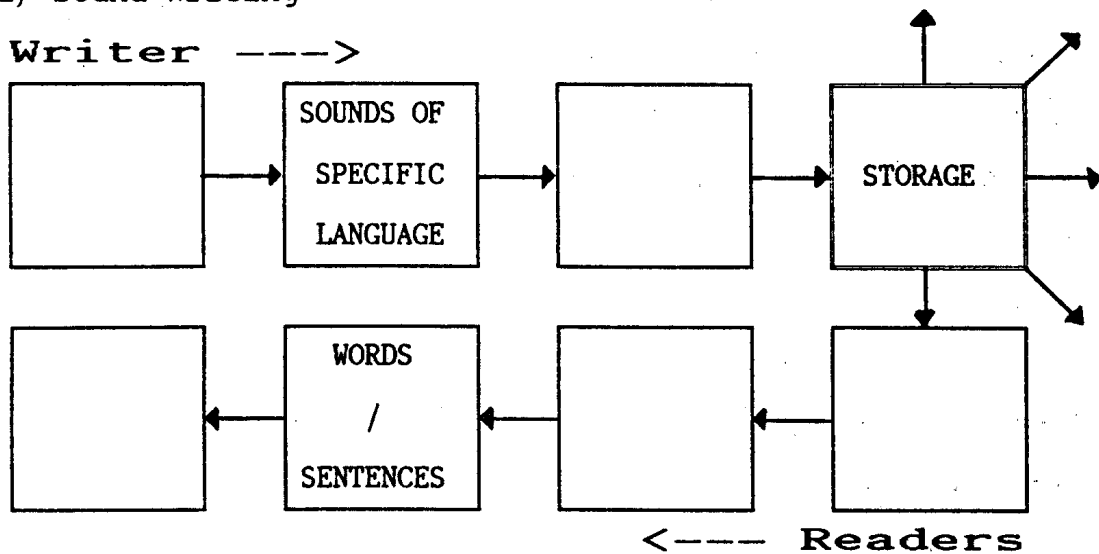 Writer --->
SOUNDS OF
SPECIFIC
LANGUAGE
STORAGE
WORDS
/
SENTENCES
<--- Readers